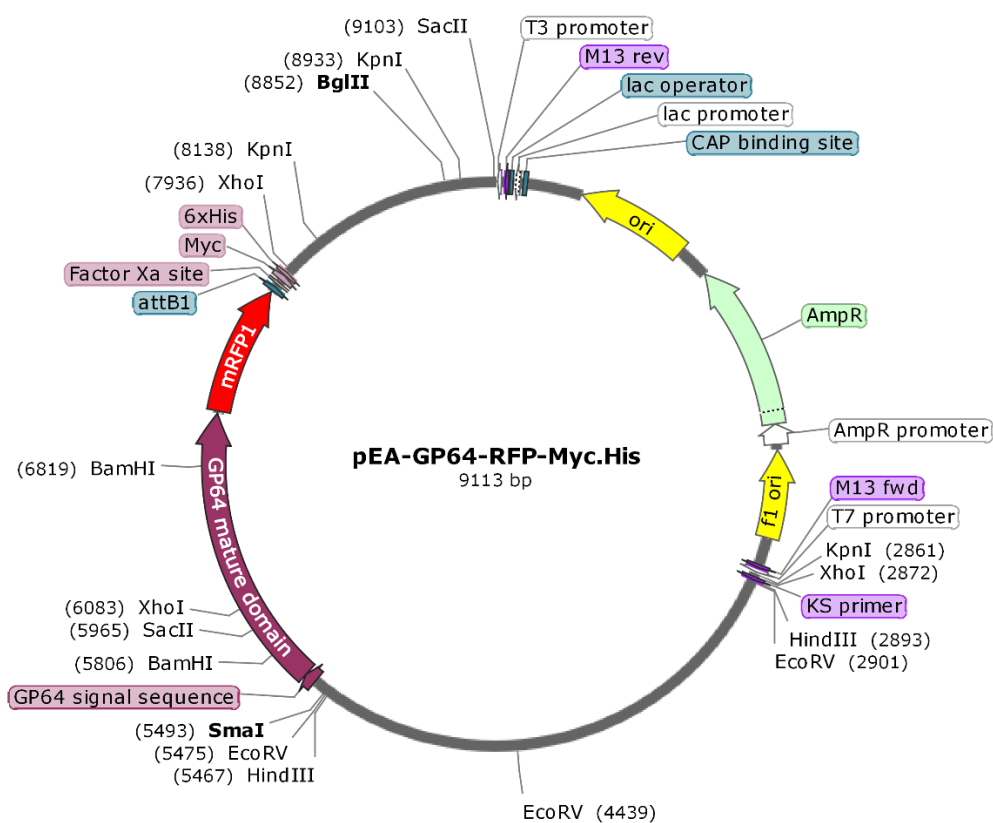 (9103) SacII
T3 promoter
M13 rev
(8933) KpnI
lac operator
(8852) BglII
lac promoter
CAP binding site
(8138) KpnI
(7936) XhoI
6xHis
Myc
Factor Xa site
attB1
ori
AmpR
mRFP1
AmpR promoter
pEA-GP64-RFP-Myc.His
9113 bp
(6819) BamHI
GP64 mature domain
f1 ori
M13 fwd
T7 promoter
KpnI (2861)
XhoI (2872)
KS primer
HindIII (2893)
EcoRV (2901)
(6083) XhoI
(5965) SacII
(5806) BamHI
GP64 signal sequence
(5493) SmaI
(5475) EcoRV
(5467) HindIII
EcoRV (4439)